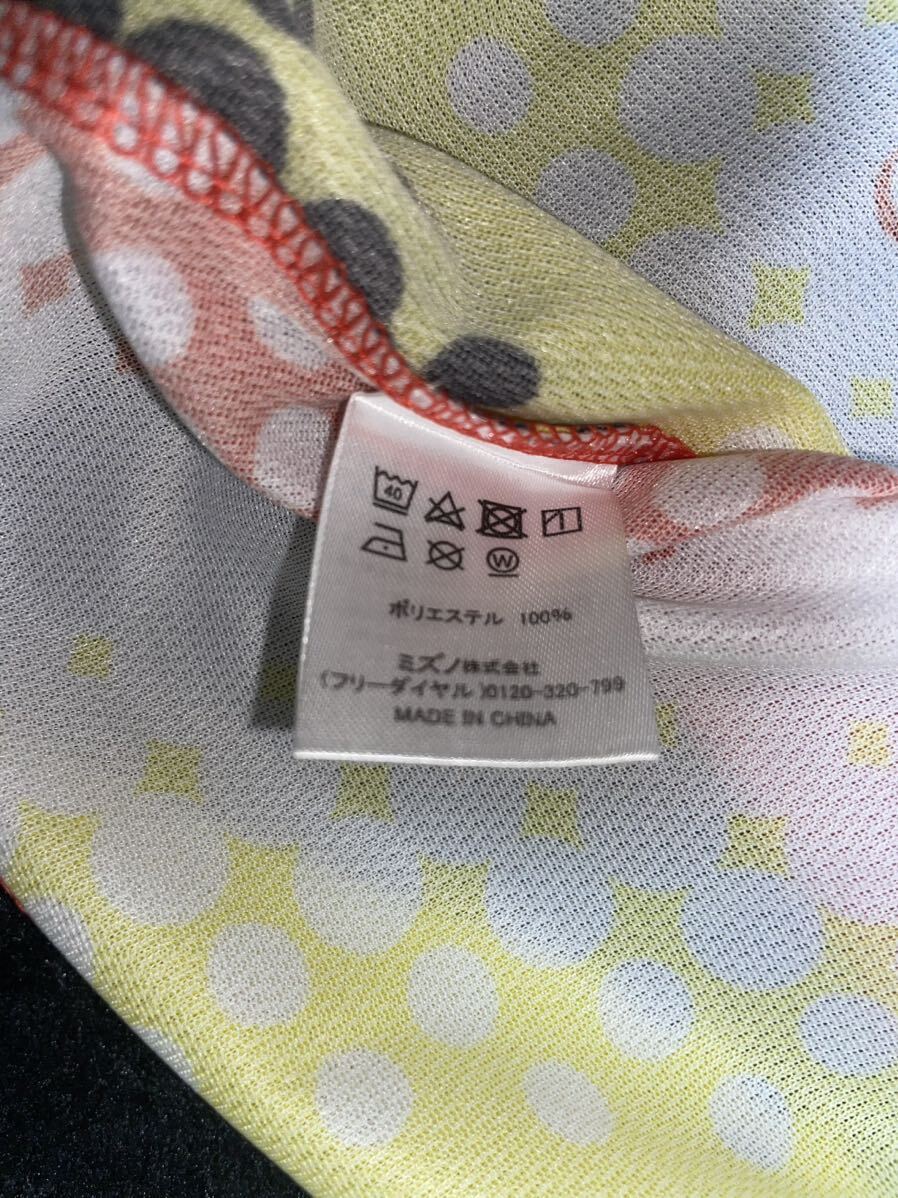 40
W
ポリエステル 100%
ミズノ株式会社
(フリーダイヤル)0120-320-799
MADE IN CHINA